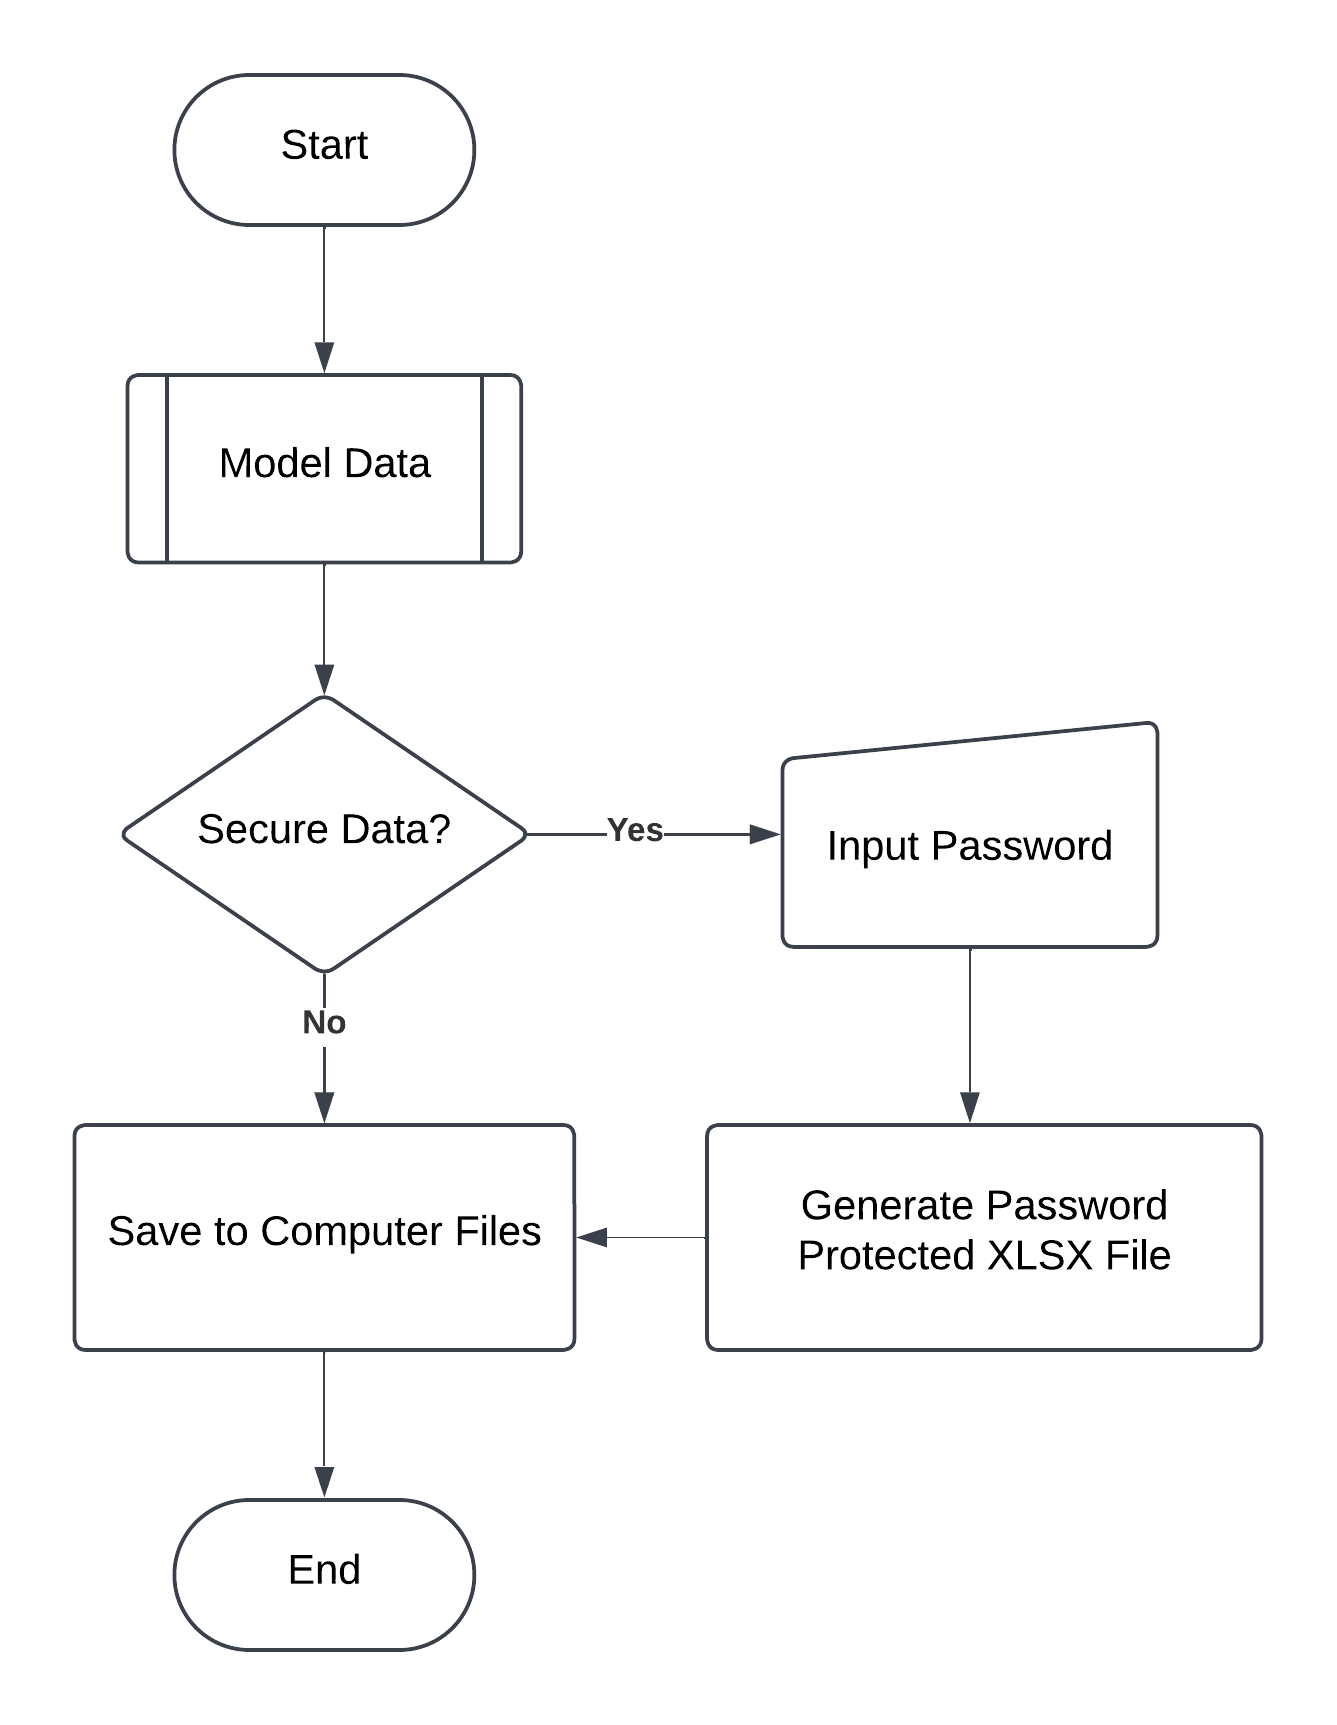 Start
Model Data
Secure Data?
Yes
Input Password
No
Save to Computer Files
Generate Password
Protected XLSX File
End